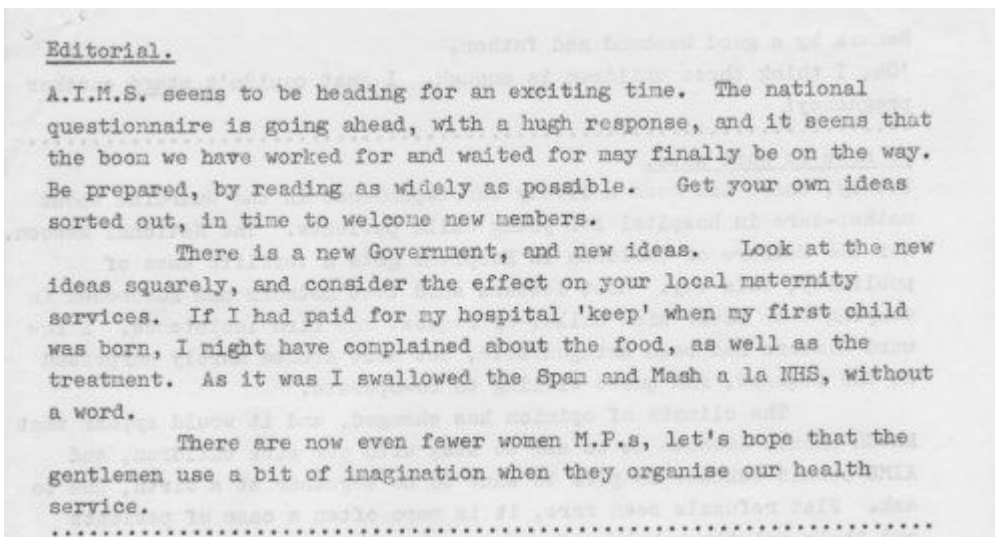 Editorial.
A.I.M.S. seems to be heading for an exciting time. The national
questionnaire is going ahead, with a hugh response, and it seems that
the boom we have worked for and waited for may finally be on the way.
Be prepared, by reading as widely as possible. Get your own ideas
sorted out, in time to welcome new members.
There is a new Government, and new ideas. Look at the new
ideas squarely, and consider the effect on your local maternity
services. If I had paid for my hospital 'keep' when my first child
was born, I might have complained about the food, as well as the
treatment. As it was I swallowed the Spam and Mash a la NHS, without
a word.
There are now even fewer women M.P.s, let's hope that the
gentlemen use a bit of imagination when they organise our health
service.